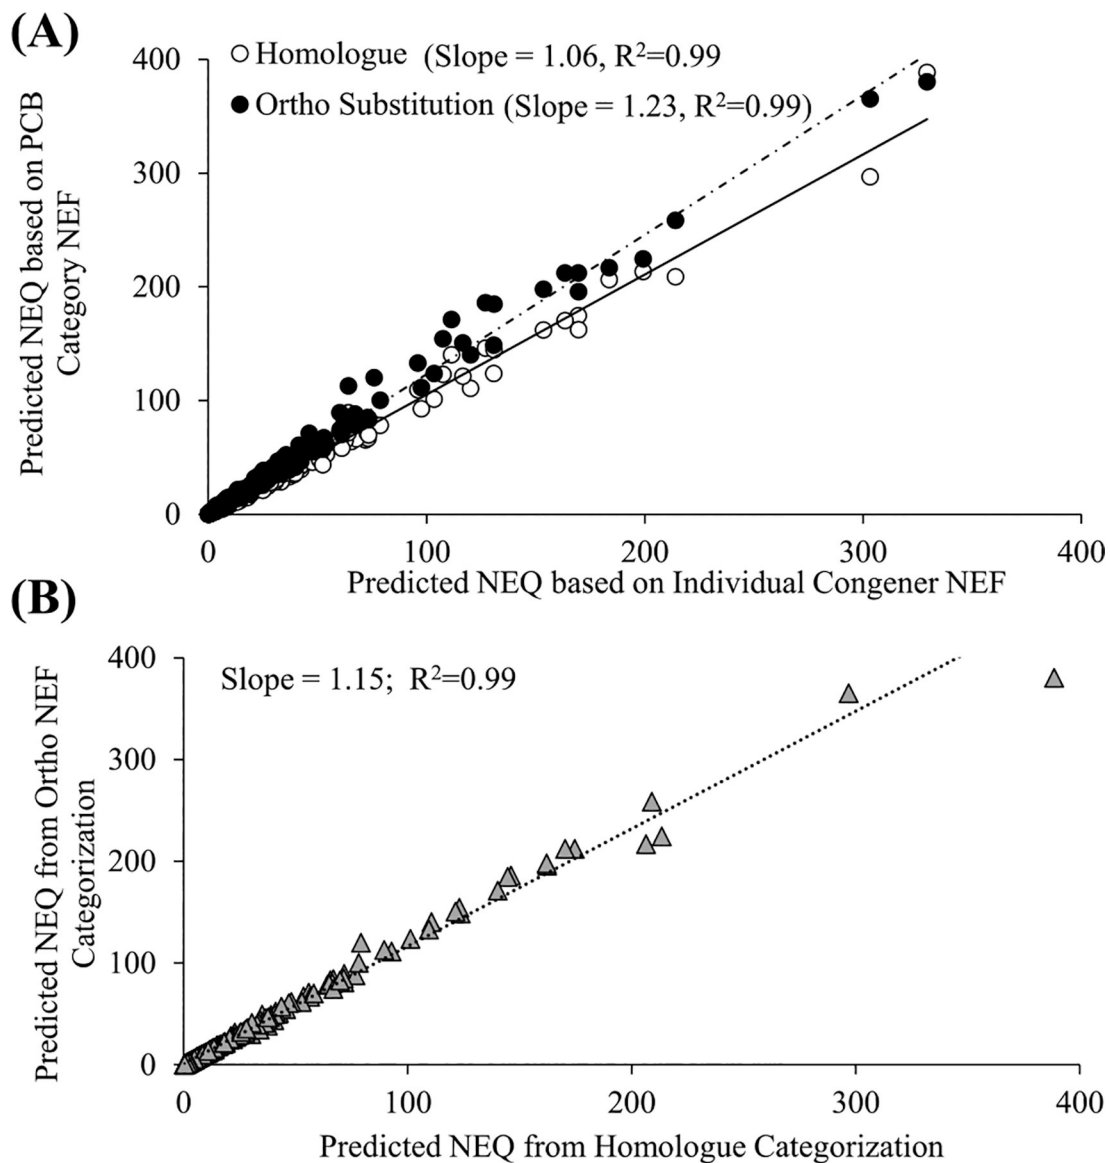 (A)
400
300
200
100
0
Homologue (Slope = 1.06, R²=0.99
Ortho Substitution (Slope = 1.23, R²=0.99)
Predicted NEQ based on PCB
Category NEF
0 100 200 300 400
Predicted NEQ based on Individual Congener NEF
(B)
400
300
200
100
0
Slope = 1.15; R²=0.99
Predicted NEQ from Ortho NEF
Categorization
0 100 200 300 400
Predicted NEQ from Homologue Categorization